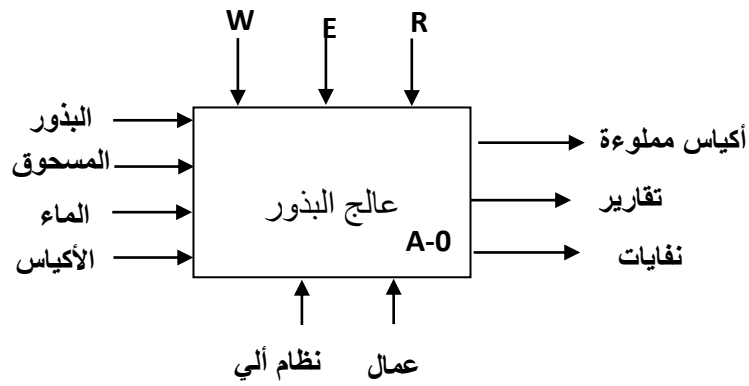 W E R
البذور
المسحوق
الماء
الأكياس
عالج البذور
A-0
أكياس مملوءة
تقارير
نفايات
نظام ألي
عمال